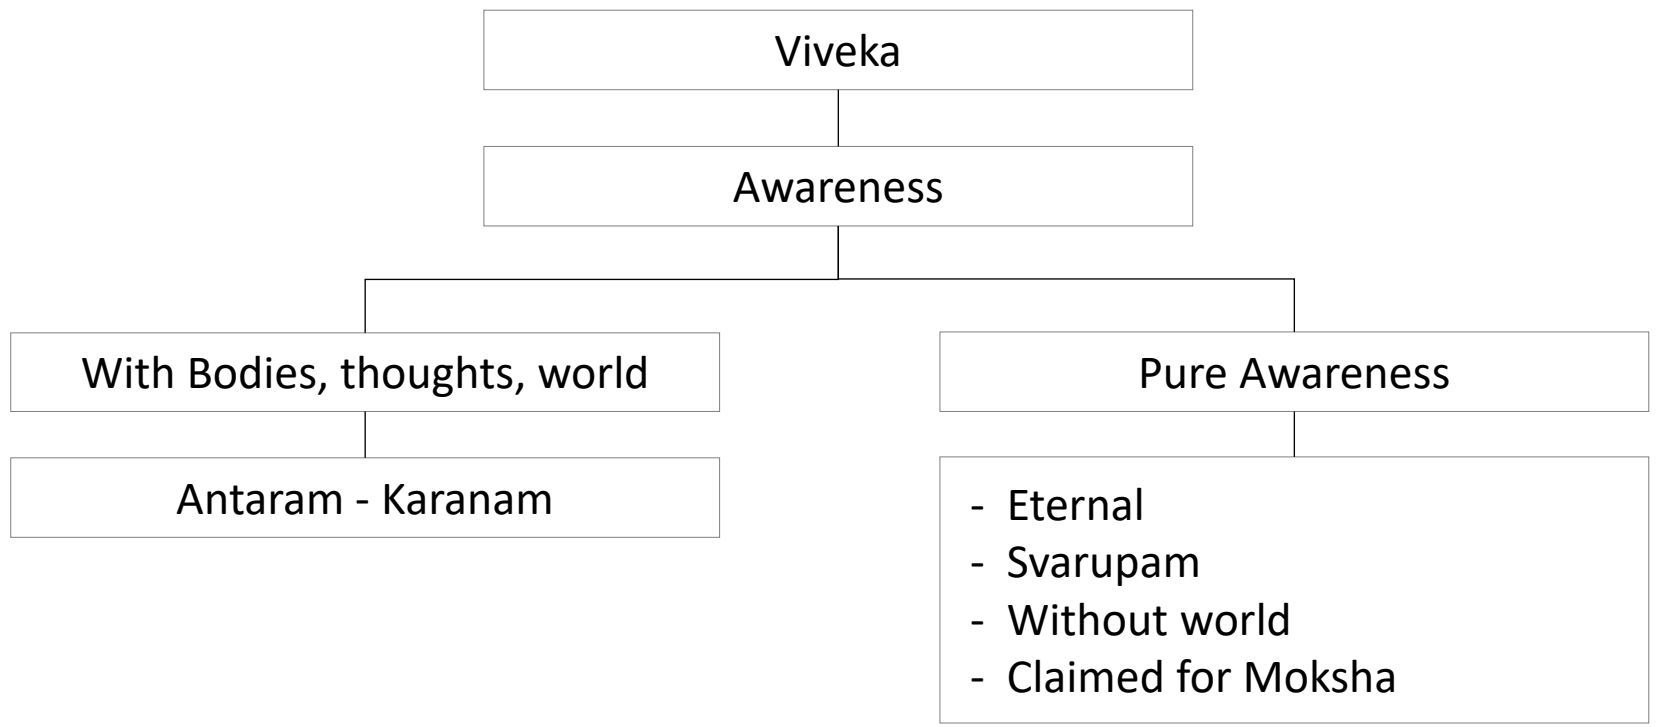 Viveka
Awareness
With Bodies, thoughts, world
Pure Awareness
Antaram - Karanam
- Eternal
- Svarupam
- Without world
- Claimed for Moksha